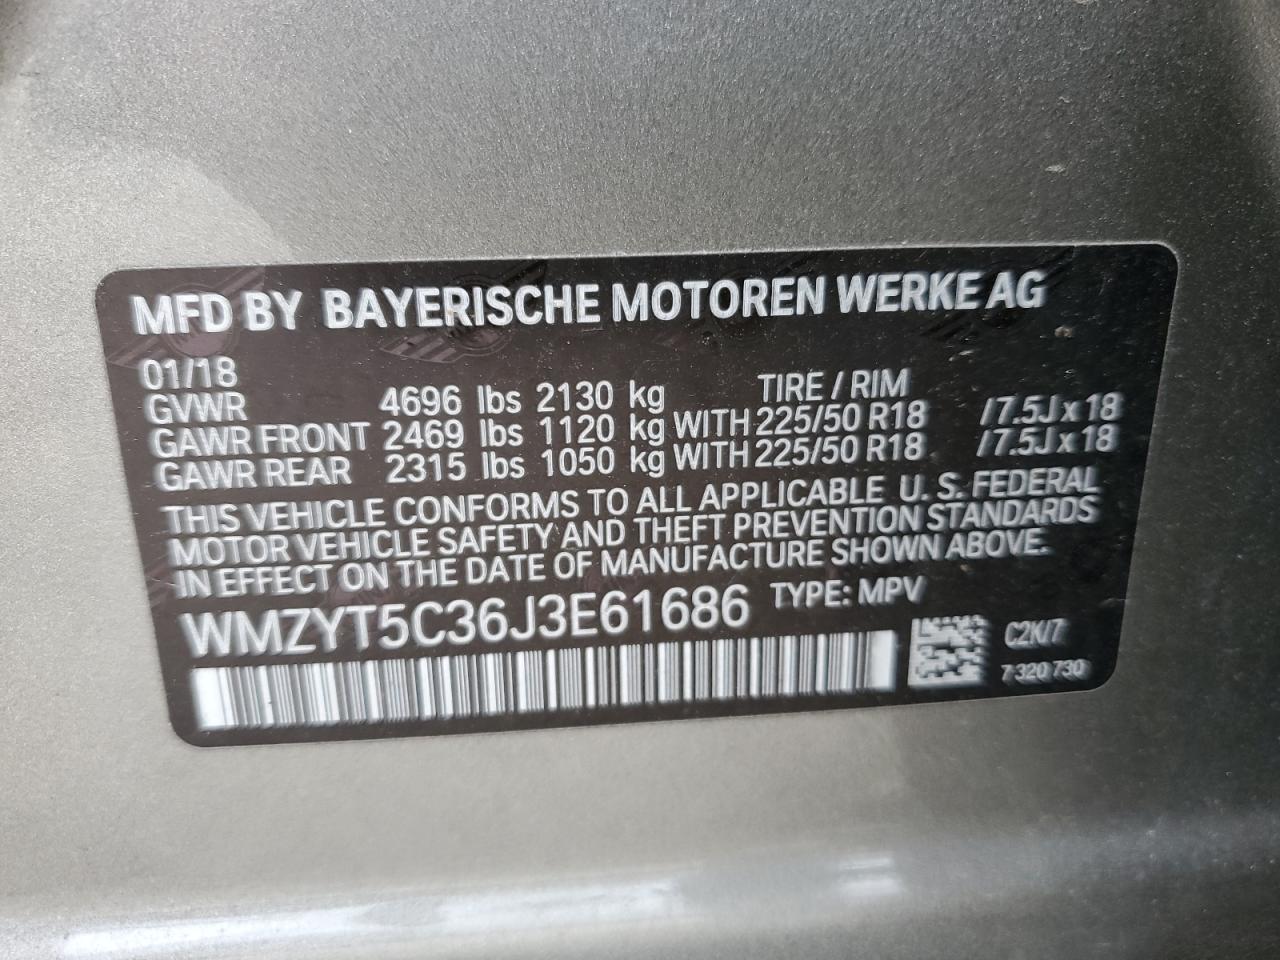 MFD BY BAYERISCHE MOTOREN WERKE AG
01/18 TIRE / RIM
GVWR 4696 lbs 2130 kg
GAWR FRONT 2469 lbs 1120 kg WITH 225/50 R18 /7.5J x 18
GAWR REAR 2315 lbs 1050 kg WITH 225/50 R18 /7.5J x 18
THIS VEHICLE CONFORMS TO ALL APPLICABLE U. S. FEDERAL
MOTOR VEHICLE SAFETY AND THEFT PREVENTION STANDARDS
IN EFFECT ON THE DATE OF MANUFACTURE SHOWN ABOVE.
WMZYT5C36J3E61686 TYPE: MPV
C2K/7
7 320 730